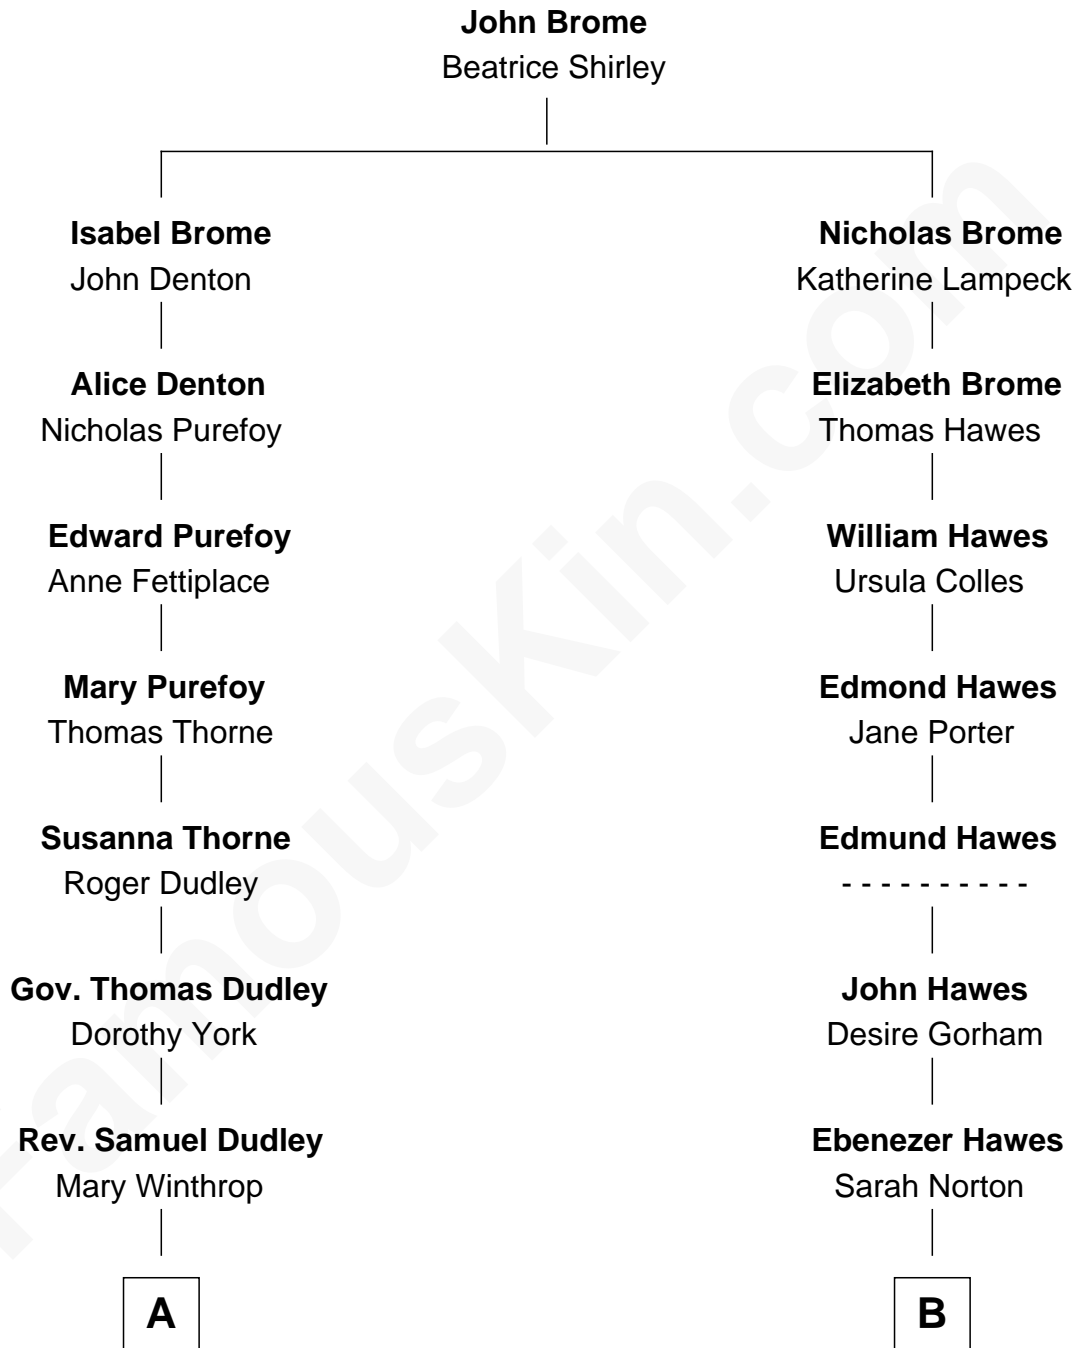 John Brome
Beatrice Shirley
Isabel Brome
John Denton
Nicholas Brome
Katherine Lampeck
Alice Denton
Nicholas Purefoy
Elizabeth Brome
Thomas Hawes
Edward Purefoy
Anne Fettiplace
William Hawes
Ursula Colles
Mary Purefoy
Thomas Thorne
Edmond Hawes
Jane Porter
Susanna Thorne
Roger Dudley
Edmund Hawes
- - - - - - - - - -
Gov. Thomas Dudley
Dorothy York
John Hawes
Desire Gorham
Rev. Samuel Dudley
Mary Winthrop
Ebenezer Hawes
Sarah Norton
A
B
FamousKin.com